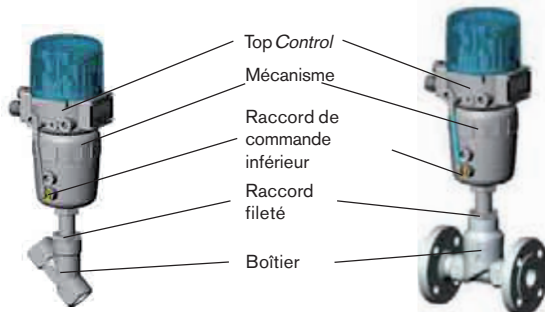 Top Control
Mécanisme
Raccord de
commande
inférieur
Raccord
fileté
Boîtier